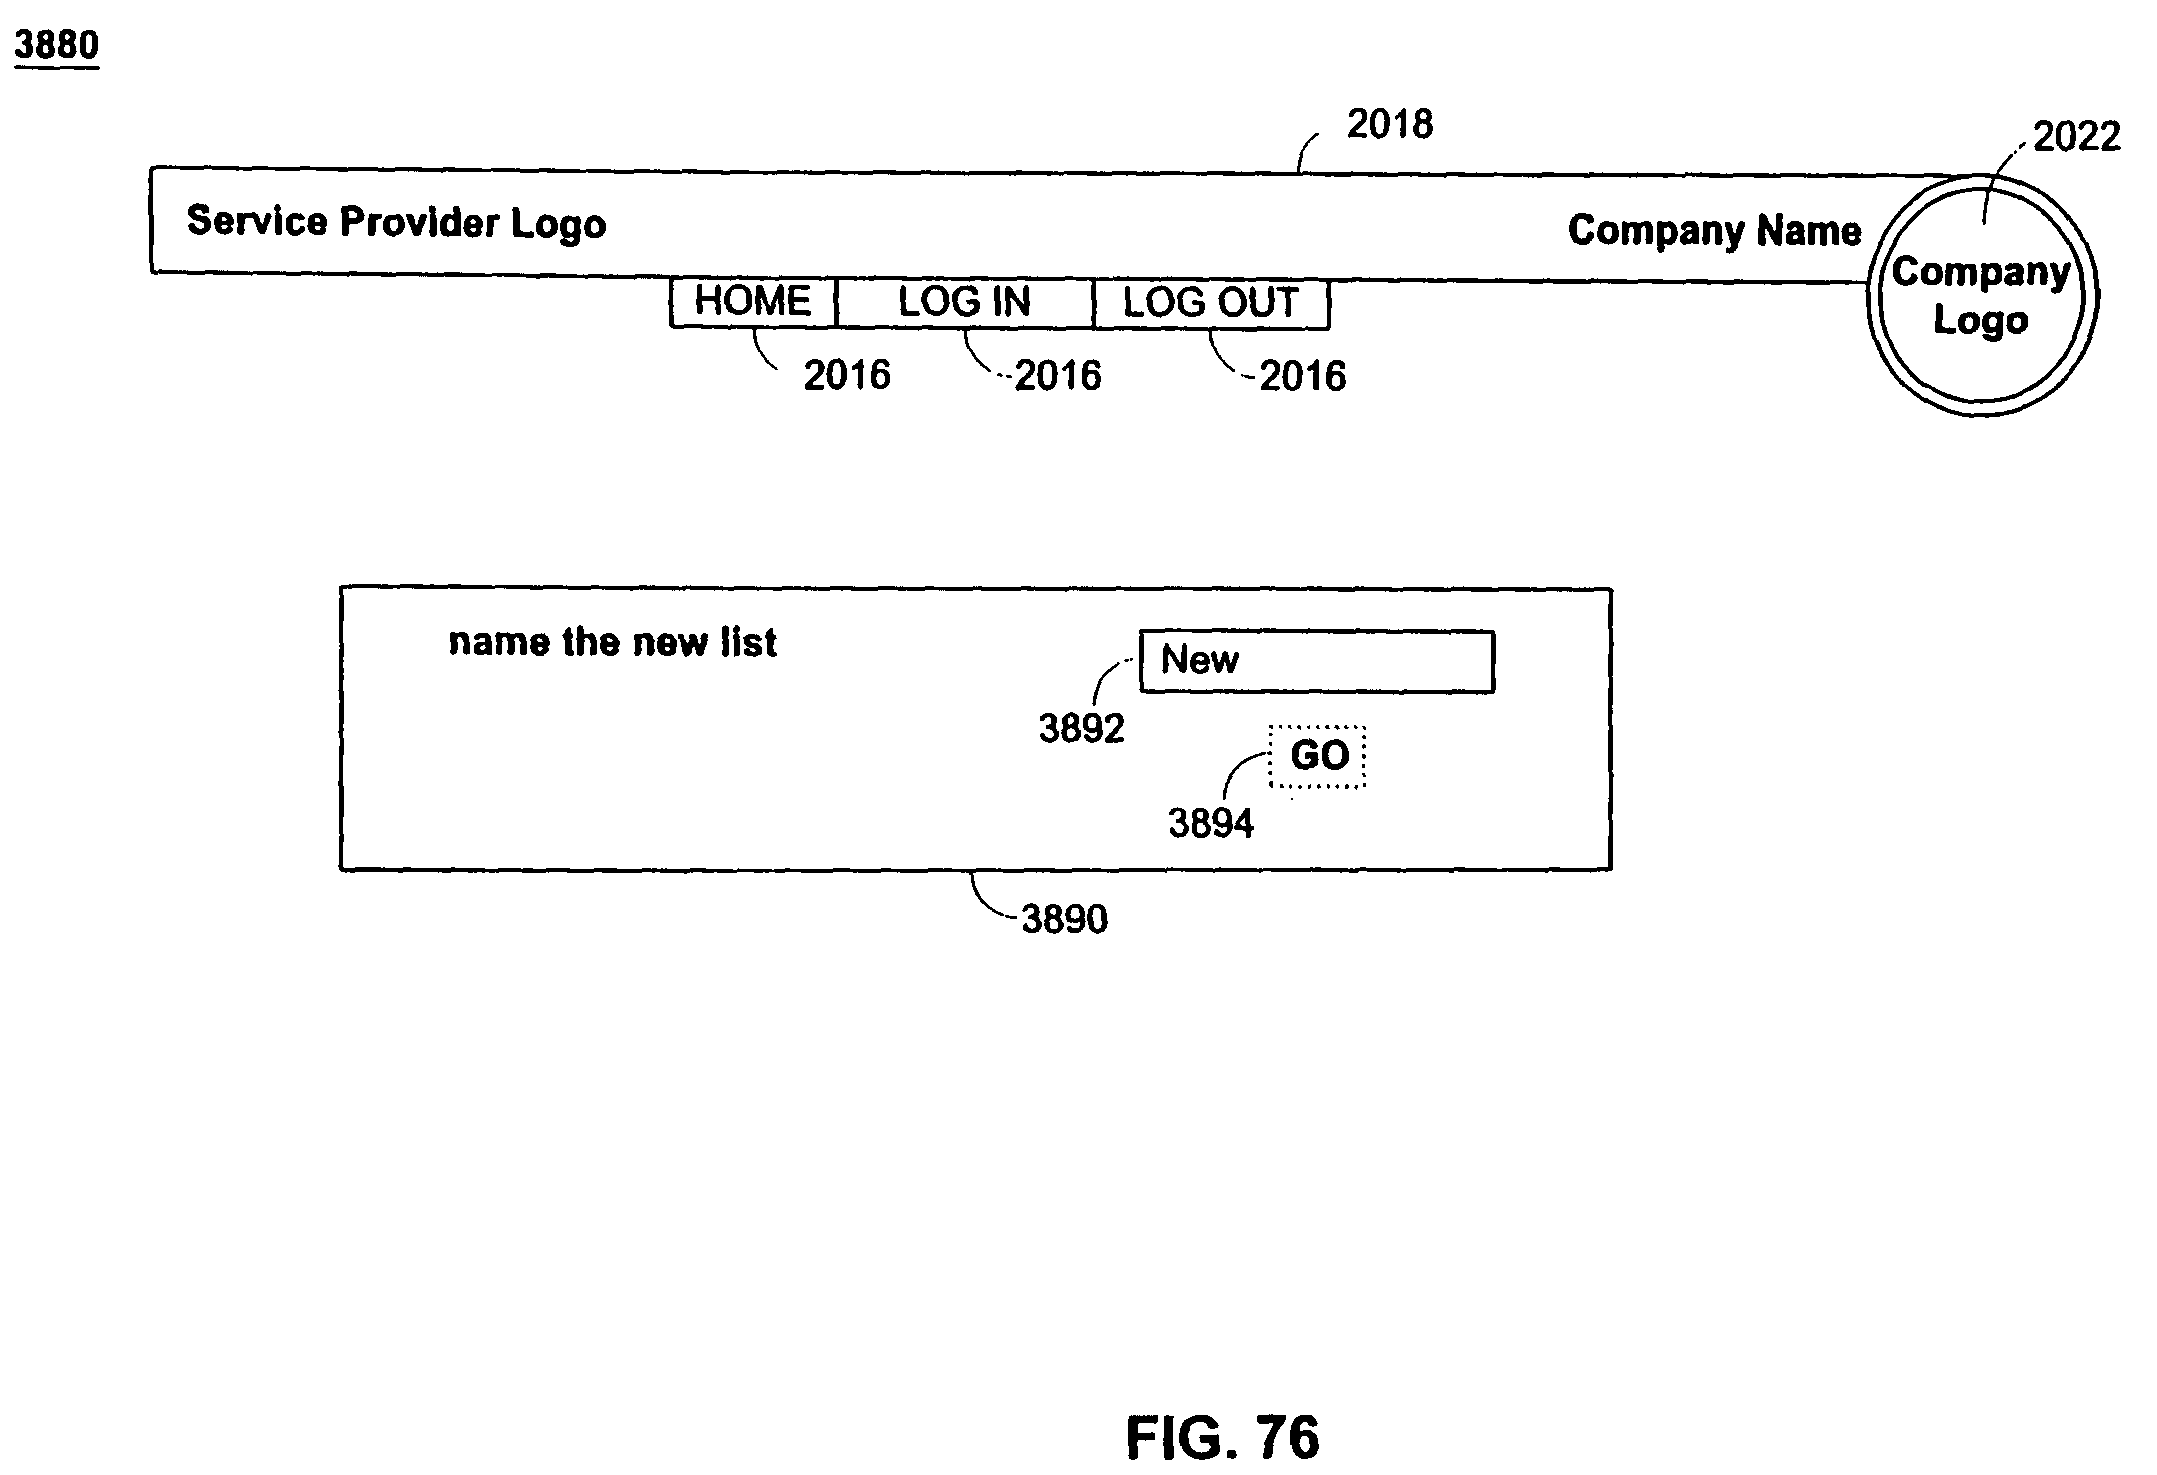 3880
2018
2022
Service Provider Logo
Company Name
Company
Logo
HOME
LOG IN
LOG OUT
2016
2016
2016
name the new list
New
3892
GO
3894
3890
FIG. 76